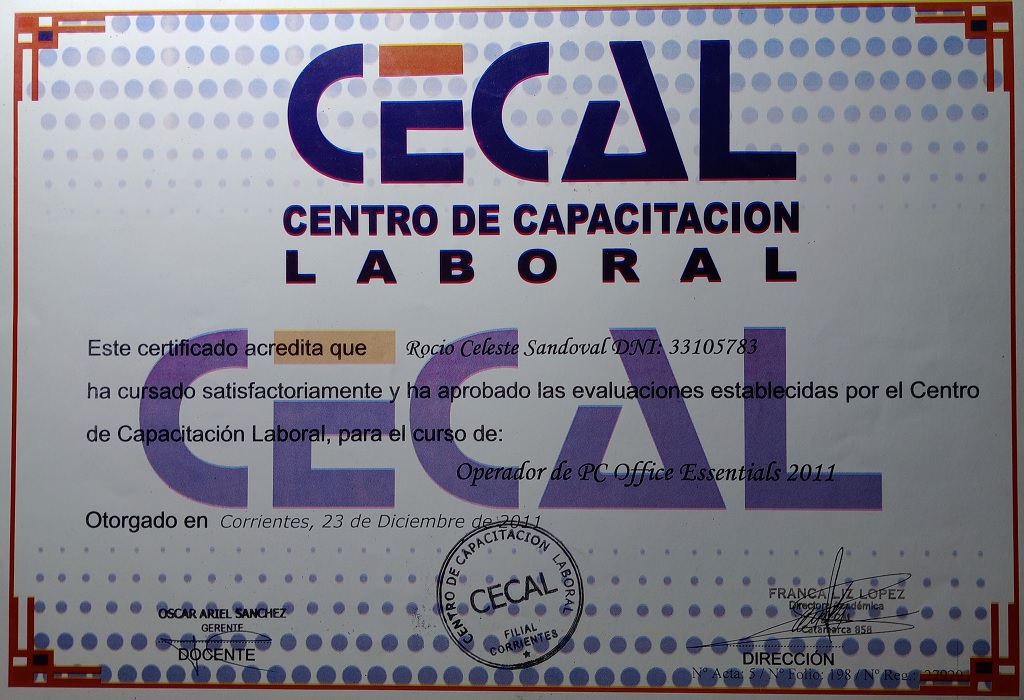 CECAL
CENTRO DE CAPACITACION
LABORAL
CECAL
Este certificado acredita que Rocio Celeste Sandoval DNI: 33105783
ha cursado satisfactoriamente y ha aprobado las evaluaciones establecidas por el Centro
de Capacitación Laboral, para el curso de:
Operador de PC Office Essentials 2011
Otorgado en Corrientes, 23 de Diciembre de 2011
CENTRO DE CAPACITACION LABORAL
CECAL
FILIAL
CORRIENTES
OSCAR ARIEL SANCHEZ
GERENTE
DOCENTE
FRANCA LIZ LOPEZ
Directora Académica
Catamarca 858
DIRECCIÓN
Nº Acta: 57 Nº Folio: 198 / Nº Reg.: